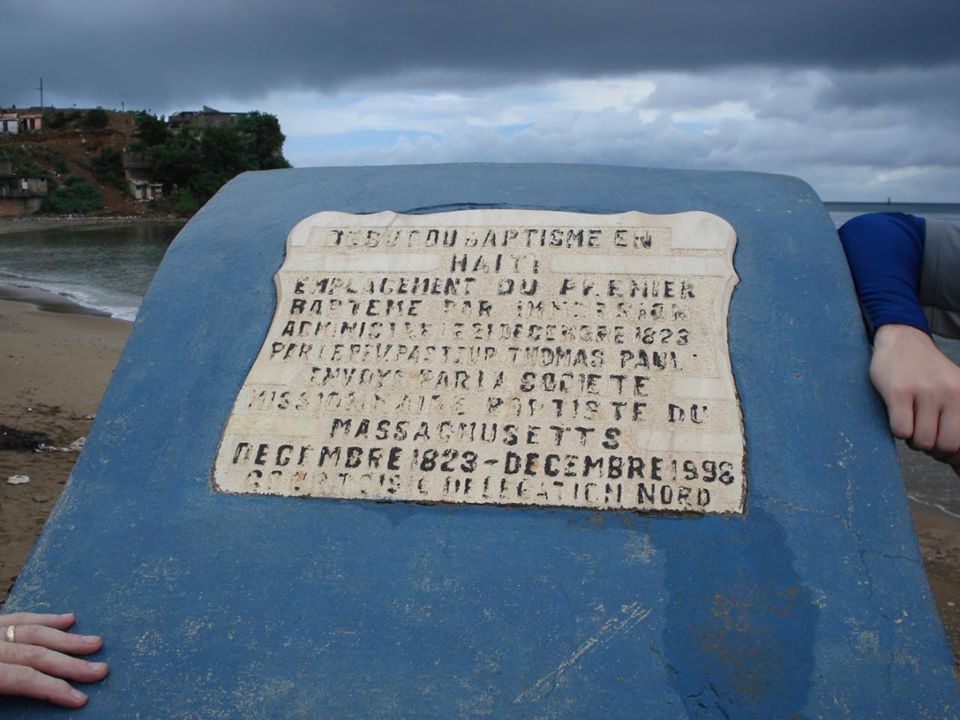 DEBUT DU BAPTISME EN
HAITI
EMPLACEMENT DU PREMIER
BAPTEME PAR IMMERSION
ADMINISTRE LE 21 DECEMBRE 1823
PAR LE REV. PASTEUR THOMAS PAUL
ENVOYE PAR LA SOCIETE
MISSIONNAIRE BAPTISTE DU
MASSACHUSETTS
DECEMBRE 1823-DECEMBRE 1998
COURTOISIE DELEGATION NORD